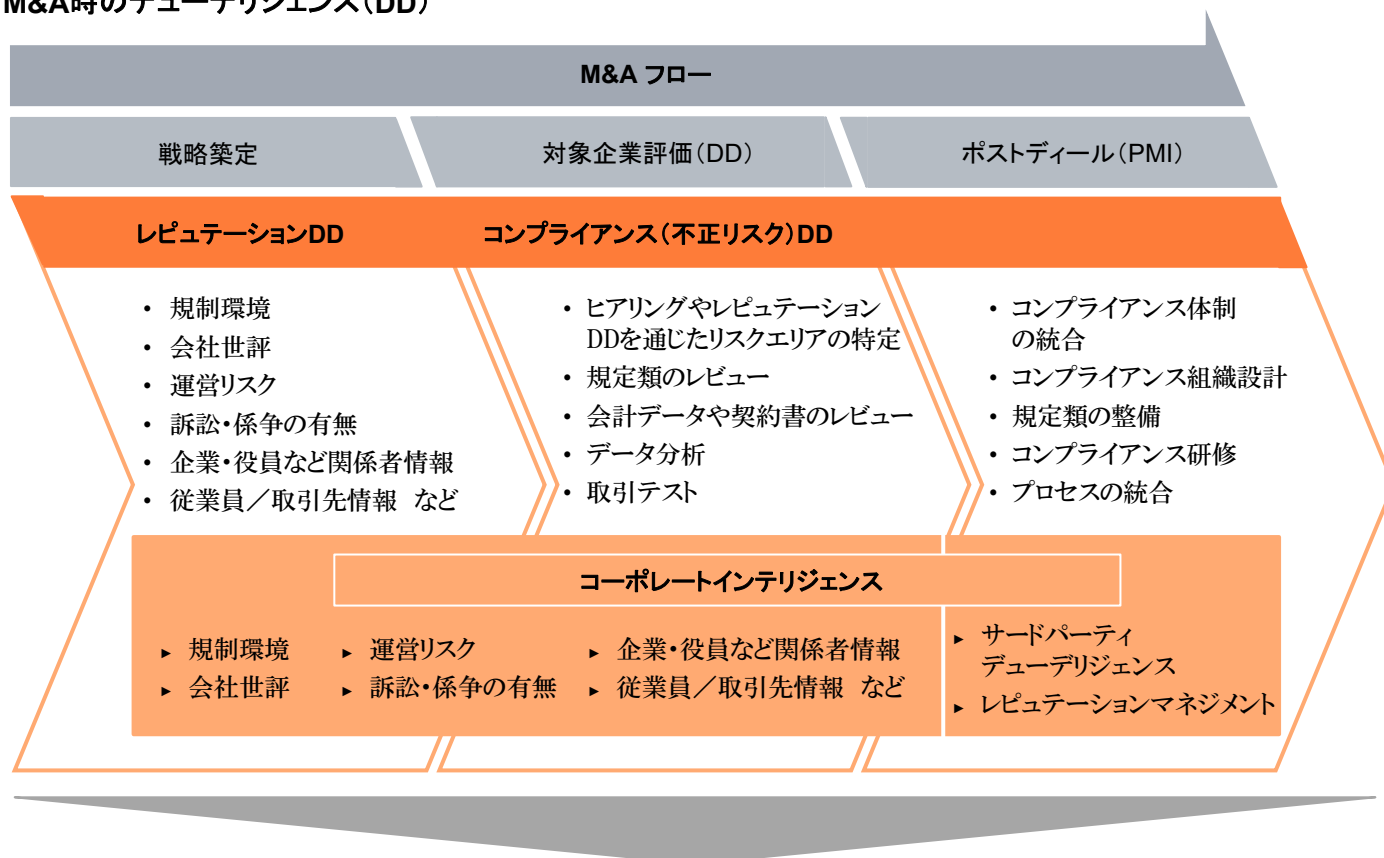 M&A時のデューデリジェンス（DD）
M&A フロー
戦略築定
対象企業評価（DD）
ポストディール（PMI）
レピュテーションDD
コンプライアンス（不正リスク）DD
・ 規制環境
・ 会社世評
・ 運営リスク
・ 訴訟・係争の有無
・ 企業・役員など関係者情報
・ 従業員／取引先情報 など
・ ヒアリングやレピュテーション
DDを通じたリスクエリアの特定
・ 規定類のレビュー
・ 会計データや契約書のレビュー
・ データ分析
・ 取引テスト
・ コンプライアンス体制
の統合
・ コンプライアンス組織設計
・ 規定類の整備
・ コンプライアンス研修
・ プロセスの統合
コーポレートインテリジェンス
► 規制環境
► 会社世評
► 運営リスク
► 訴訟・係争の有無
► 企業・役員など関係者情報
► 従業員／取引先情報 など
► サードパーティ
デューデリジェンス
► レピュテーションマネジメント